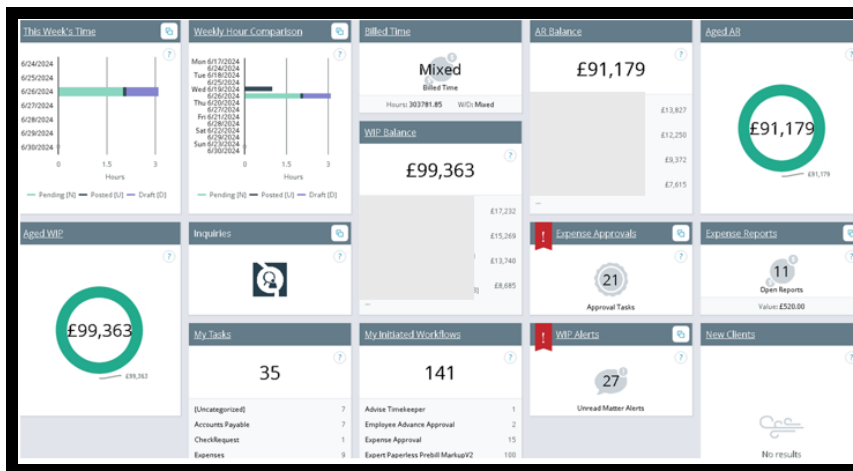 This Week's Time
6/24/2024
6/25/2024
6/26/2024
6/27/2024
6/28/2024
6/29/2024
6/30/2024
0 1.5 3
Hours
Pending [N] Posted [U] Draft [D]
Weekly Hour Comparison
Mon 6/17/2024
6/24/2024
Tue 6/18/2024
6/25/2024
Wed 6/19/2024
6/26/2024
Thu 6/20/2024
6/27/2024
Fri 6/21/2024
6/28/2024
Sat 6/22/2024
6/29/2024
Sun 6/23/2024
6/30/2024
0 1.5 3
Hours
Pending [N] Posted [U] Draft [D]
Billed Time
Mixed
Billed Time
Hours: 303781.85 W/O: Mixed
WIP Balance
?
£99,363
£17,232
£15,269
£13,740
£8,685
AR Balance
£91,179
£13,827
£12,250
£9,372
£7,615
Aged AR
£91,179
£91,179
Aged WIP
?
£99,363
£99,363
Inquiries
?
! Expense Approvals
?
21
Approval Tasks
Expense Reports
?
11
Open Reports
Value: £520.00
My Tasks
?
35
[Uncategorized] 7
Accounts Payable 7
CheckRequest 1
Expenses 9
My Initiated Workflows
?
141
Advise Timekeeper 1
Employee Advance Approval 2
Expense Approval 15
Expert Paperless Prebill MarkupV2 100
! WIP Alerts
?
27
Unread Matter Alerts
New Clients
?
No results